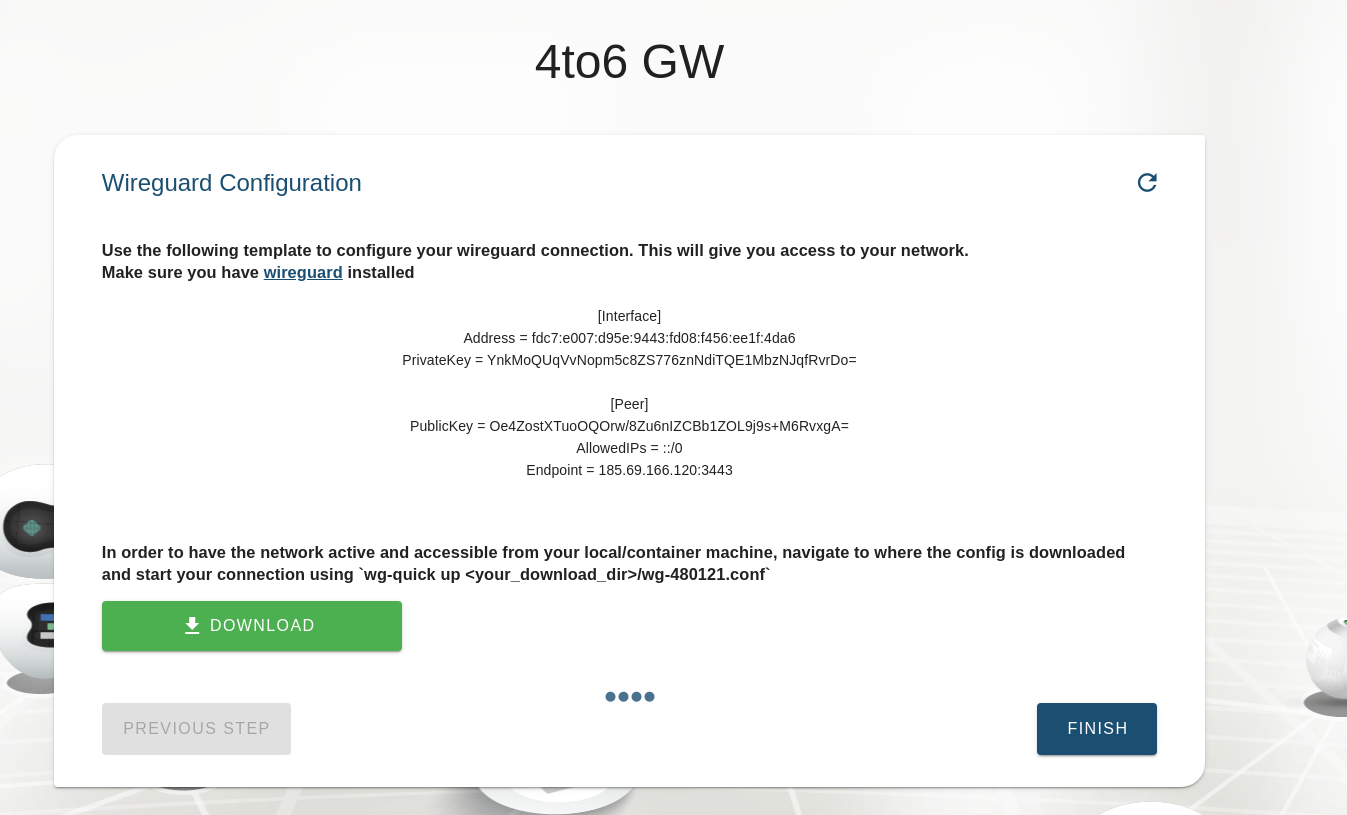 4to6 GW
Wireguard Configuration
Use the following template to configure your wireguard connection. This will give you access to your network.
Make sure you have wireguard installed
[Interface]
Address = fdc7:e007:d95e:9443:fd08:f456:ee1f:4da6
PrivateKey = YnkMoQUqVvNopm5c8ZS776znNdiTQE1MbzNJqfRvrDo=
[Peer]
PublicKey = Oe4ZostXTuoOQOrw/8Zu6nIZCBb1ZOL9j9s+M6RvxgA=
AllowedIPs = ::/0
Endpoint = 185.69.166.120:3443
In order to have the network active and accessible from your local/container machine, navigate to where the config is downloaded
and start your connection using `wg-quick up <your_download_dir>/wg-480121.conf`
DOWNLOAD
PREVIOUS STEP
FINISH